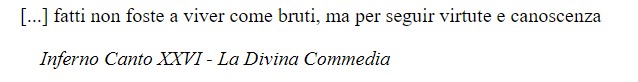 [...] fatti non foste a viver come bruti, ma per seguir virtute e canoscenza
Inferno Canto XXVI - La Divina Commedia